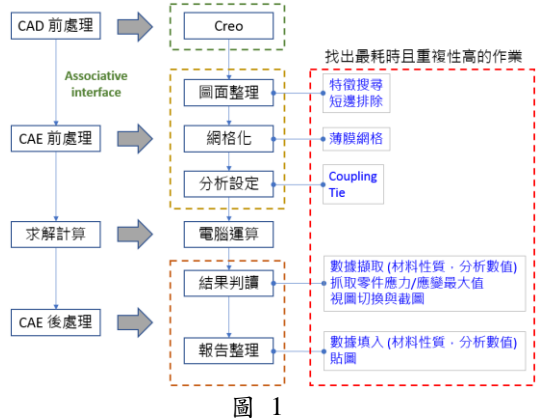 CAD 前處理
Creo
找出最耗時且重複性高的作業
Associative
interface
圖面整理
特徵搜尋
短邊排除
CAE 前處理
網格化
薄膜網格
分析設定
Coupling
Tie
求解計算
電腦運算
結果判讀
數據擷取 (材料性質﹑分析數值)
抓取零件應力/應變最大值
視圖切換與截圖
CAE 後處理
報告整理
數據填入 (材料性質﹑分析數值)
貼圖
圖 1